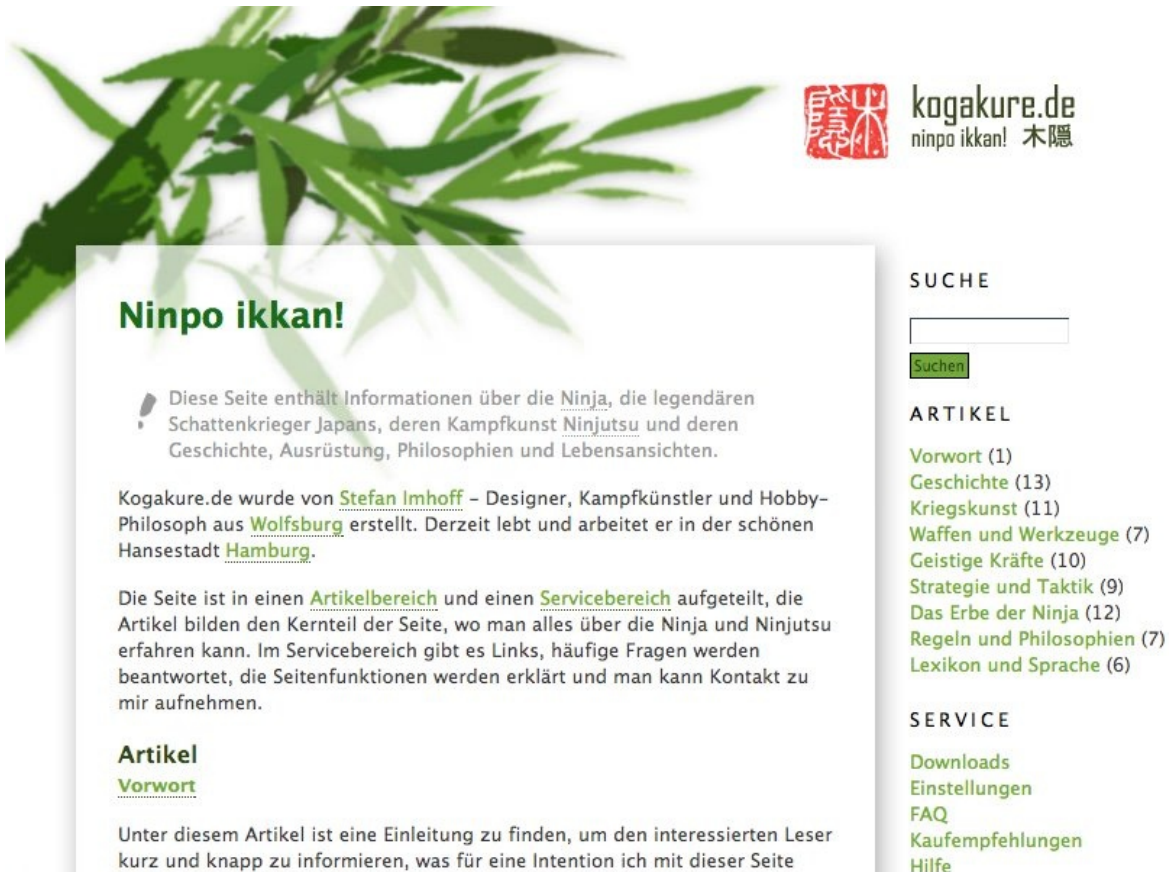 隠木
kogakure.de
ninpo ikkan! 木隠
Ninpo ikkan!
! Diese Seite enthält Informationen über die Ninja, die legendären
Schattenkrieger Japans, deren Kampfkunst Ninjutsu und deren
Geschichte, Ausrüstung, Philosophien und Lebensansichten.
Kogakure.de wurde von Stefan Imhoff – Designer, Kampfkünstler und Hobby-
Philosoph aus Wolfsburg erstellt. Derzeit lebt und arbeitet er in der schönen
Hansestadt Hamburg.
Die Seite ist in einen Artikelbereich und einen Servicebereich aufgeteilt, die
Artikel bilden den Kernteil der Seite, wo man alles über die Ninja und Ninjutsu
erfahren kann. Im Servicebereich gibt es Links, häufige Fragen werden
beantwortet, die Seitenfunktionen werden erklärt und man kann Kontakt zu
mir aufnehmen.
Artikel
Vorwort
Unter diesem Artikel ist eine Einleitung zu finden, um den interessierten Leser
kurz und knapp zu informieren, was für eine Intention ich mit dieser Seite
SUCHE
Suchen
ARTIKEL
Vorwort (1)
Geschichte (13)
Kriegskunst (11)
Waffen und Werkzeuge (7)
Geistige Kräfte (10)
Strategie und Taktik (9)
Das Erbe der Ninja (12)
Regeln und Philosophien (7)
Lexikon und Sprache (6)
SERVICE
Downloads
Einstellungen
FAQ
Kaufempfehlungen
Hilfe